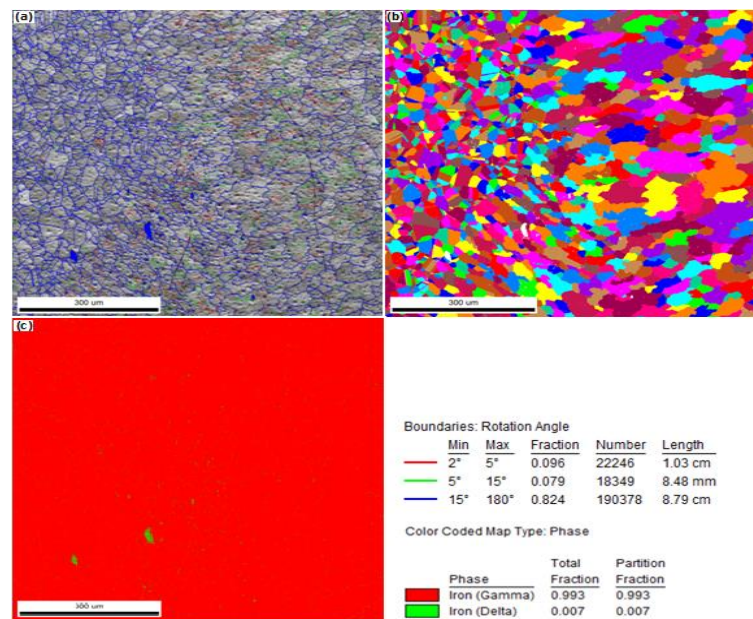 (a)
(b)
300 um
300 um
(c)
300 um
Boundaries: Rotation Angle
Min Max Fraction Number Length
2° 5° 0.096 22246 1.03 cm
5° 15° 0.079 18349 8.48 mm
15° 180° 0.824 190378 8.79 cm
Color Coded Map Type: Phase
Total Partition
Phase Fraction Fraction
Iron (Gamma) 0.993 0.993
Iron (Delta) 0.007 0.007